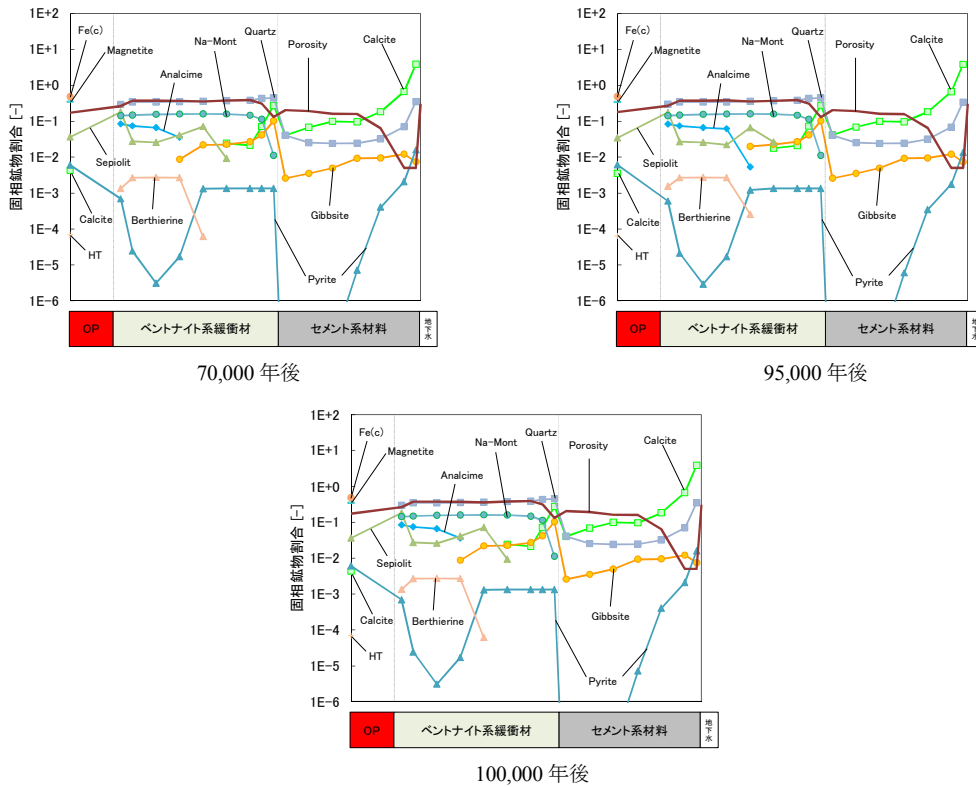 1E+2
1E+1
1E+0
1E-1
1E-2
1E-3
1E-4
1E-5
1E-6
固相鉱物割合 [-]
Fe(c)
Magnetite
Analcime
Na-Mont
Quartz
Porosity
Calcite
Sepiolit
Calcite
Berthierine
Gibbsite
HT
Pyrite
OP
ベントナイト系緩衝材
セメント系材料
地下水
70,000 年後
1E+2
1E+1
1E+0
1E-1
1E-2
1E-3
1E-4
1E-5
1E-6
固相鉱物割合 [-]
Fe(c)
Magnetite
Analcime
Na-Mont
Quartz
Porosity
Calcite
Sepiolit
Calcite
Berthierine
Gibbsite
HT
Pyrite
OP
ベントナイト系緩衝材
セメント系材料
地下水
95,000 年後
1E+2
1E+1
1E+0
1E-1
1E-2
1E-3
1E-4
1E-5
1E-6
固相鉱物割合 [-]
Fe(c)
Magnetite
Analcime
Na-Mont
Quartz
Porosity
Calcite
Sepiolit
Calcite
Berthierine
Gibbsite
HT
Pyrite
OP
ベントナイト系緩衝材
セメント系材料
地下水
100,000 年後